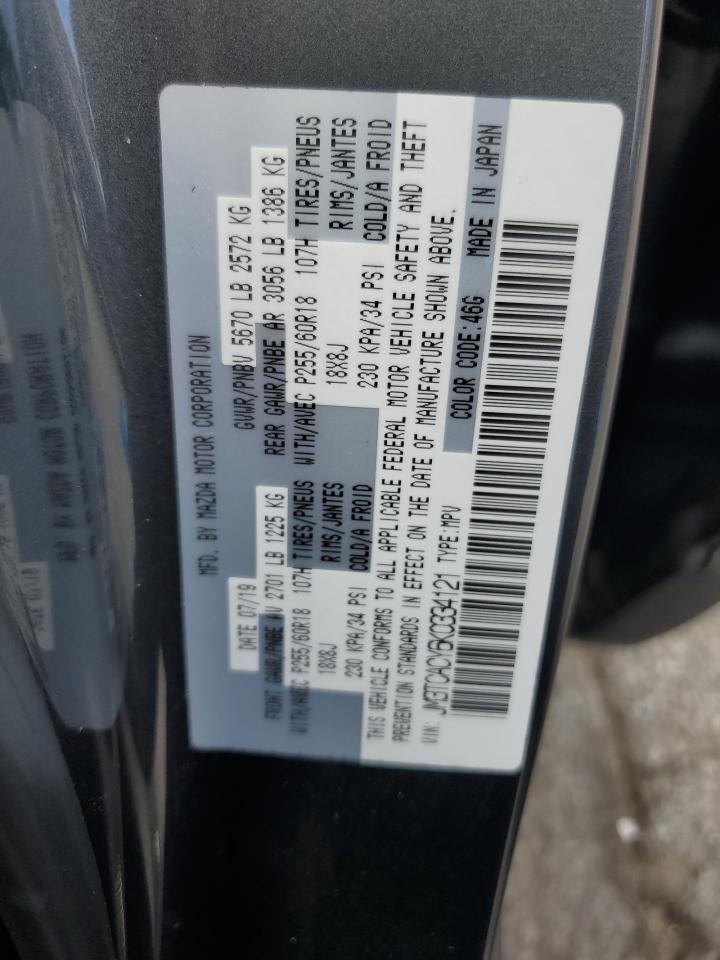 MFD. BY MAZDA MOTOR CORPORATION
DATE 07/19 GVWR/PNBV 5670 LB 2572 KG
FRONT GAWR/PNBE AV 2701 LB 1225 KG REAR GAWR/PNBE AR 3056 LB 1386 KG
WITH/AVEC P255/60R18 107H TIRES/PNEUS WITH/AVEC P255/60R18 107H TIRES/PNEUS
18X8J RIMS/JANTES 18X8J RIMS/JANTES
230 KPA/34 PSI COLD/A FROID 230 KPA/34 PSI COLD/A FROID
THIS VEHICLE CONFORMS TO ALL APPLICABLE FEDERAL MOTOR VEHICLE SAFETY AND THEFT
PREVENTION STANDARDS IN EFFECT ON THE DATE OF MANUFACTURE SHOWN ABOVE.
VIN: JM3TCACY6K0334121 TYPE:MPV COLOR CODE:46G MADE IN JAPAN